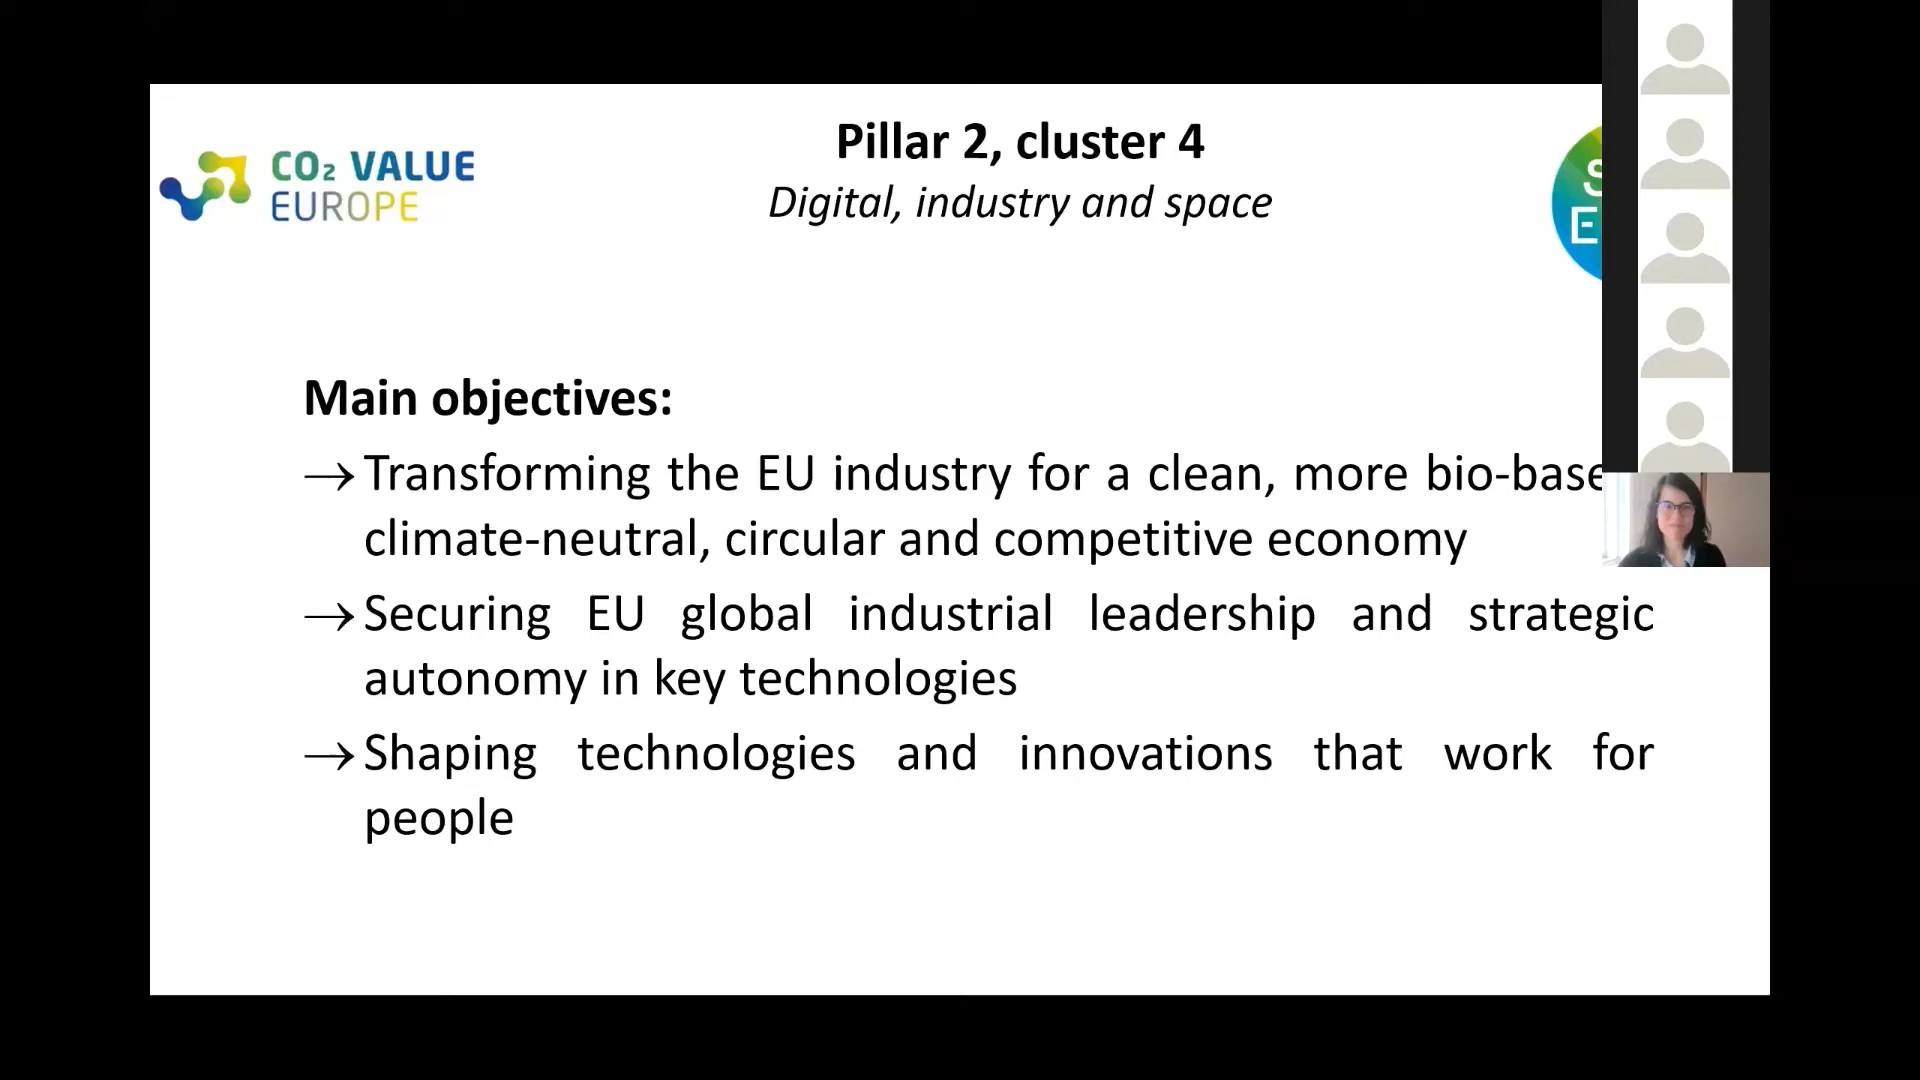 CO₂ VALUE
EUROPE
Pillar 2, cluster 4
Digital, industry and space
S
E
Main objectives:
→ Transforming the EU industry for a clean, more bio-base
climate-neutral, circular and competitive economy
→ Securing EU global industrial leadership and strategic
autonomy in key technologies
→ Shaping technologies and innovations that work for
people